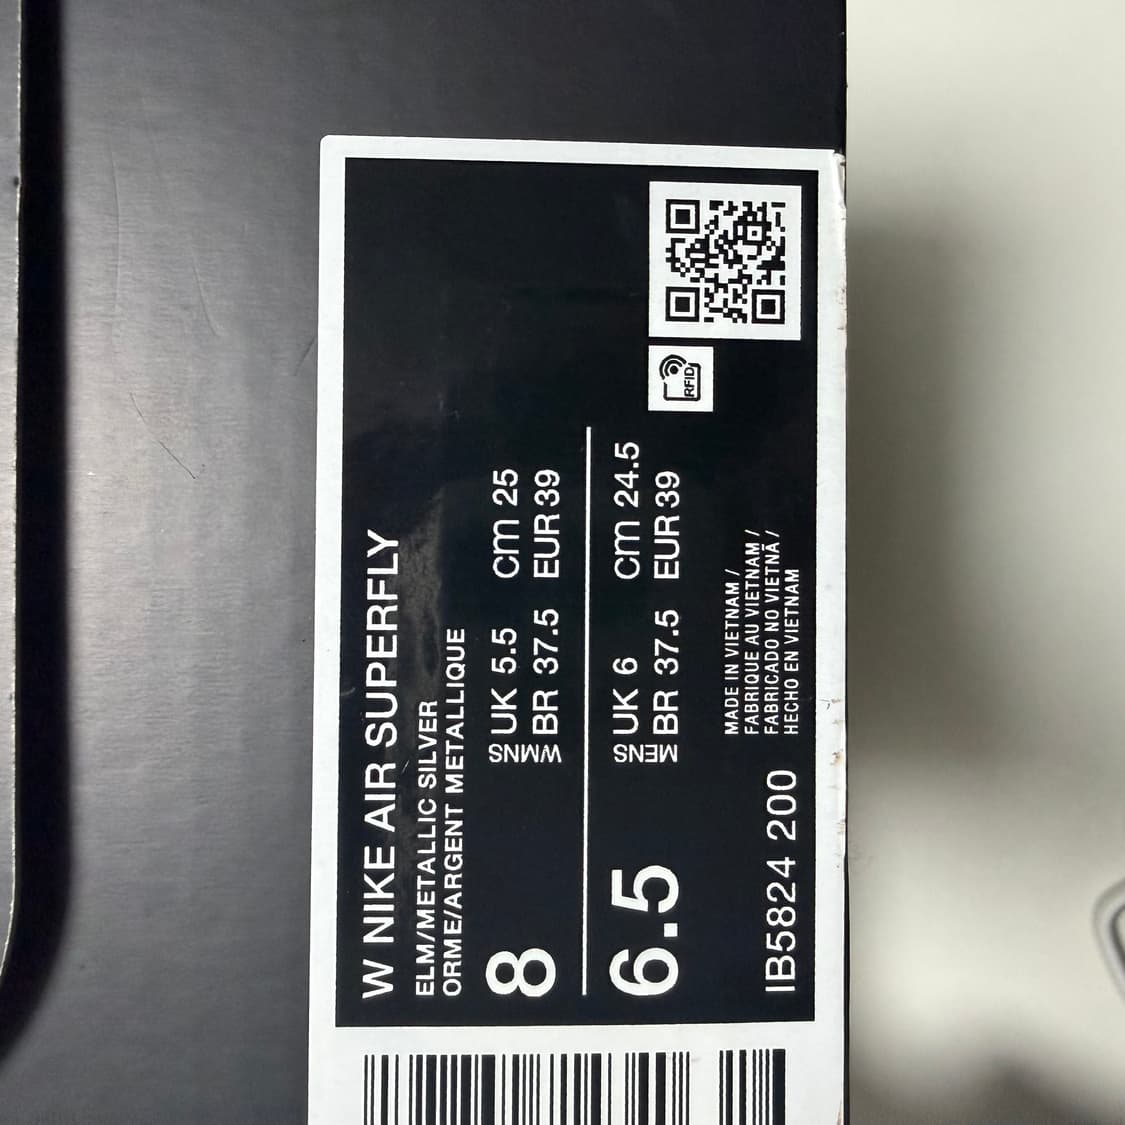 W NIKE AIR SUPERFLY
ELM/METALLIC SILVER
ORME/ARGENT METALLIQUE
8 WMNS UK 5.5 cm 25
BR 37.5 EUR 39
6.5 MENS UK 6 cm 24.5
BR 37.5 EUR 39
RFID
MADE IN VIETNAM /
FABRIQUE AU VIETNAM /
FABRICADO NO VIETNÃ /
HECHO EN VIETNAM
IB5824 200